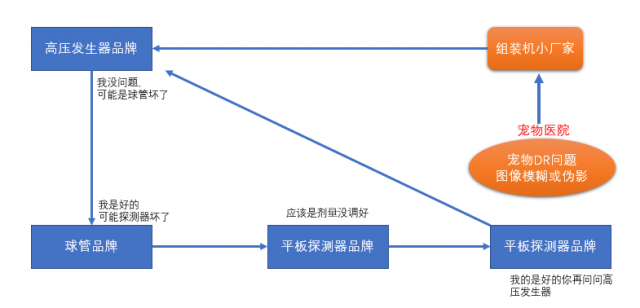 高压发生器品牌
组装机小厂家
我没问题,
可能是球管坏了
宠物医院
宠物DR问题
图像模糊或伪影
我是好的
可能探测器坏了
应该是剂量没调好
球管品牌
平板探测器品牌
平板探测器品牌
我的是好的你再问问高
压发生器